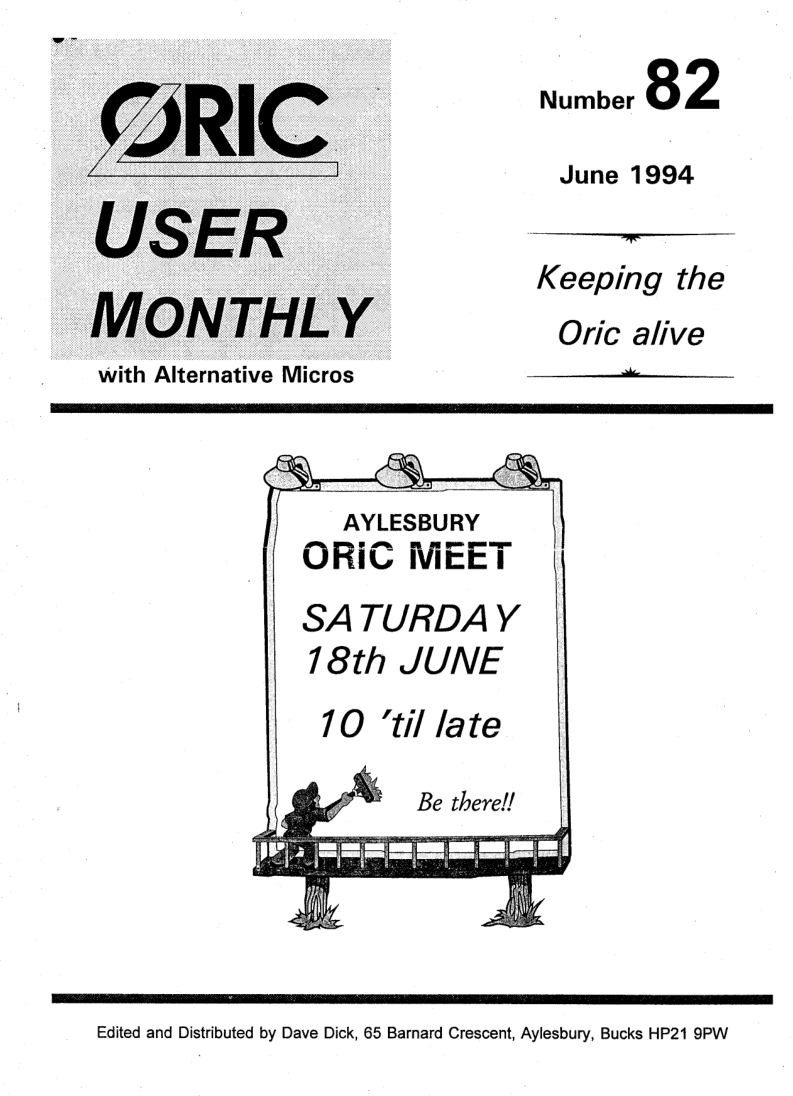 ORIC
USER
MONTHLY
with Alternative Micros
Number 82
June 1994
Keeping the
Oric alive
AYLESBURY
ORIC MEET
SATURDAY
18th JUNE
10 'til late
Be there!!
Edited and Distributed by Dave Dick, 65 Barnard Crescent, Aylesbury, Bucks HP21 9PW